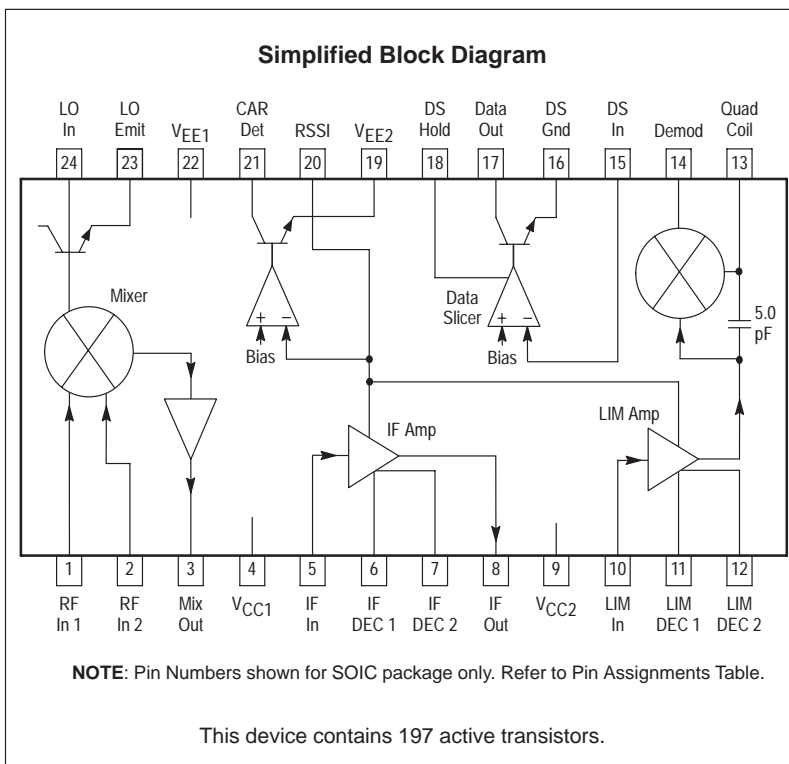 Simplified Block Diagram
LO In
LO Emit
VEE1
CAR Det
RSSI
VEE2
DS Hold
Data Out
DS Gnd
DS In
Demod
Quad Coil
24 23 22 21 20 19 18 17 16 15 14 13
Mixer
+ –
Bias
Data Slicer
+ –
Bias
5.0 pF
IF Amp
LIM Amp
1 2 3 4 5 6 7 8 9 10 11 12
RF In 1
RF In 2
Mix Out
VCC1
IF In
IF DEC 1
IF DEC 2
IF Out
VCC2
LIM In
LIM DEC 1
LIM DEC 2
NOTE: Pin Numbers shown for SOIC package only. Refer to Pin Assignments Table.
This device contains 197 active transistors.